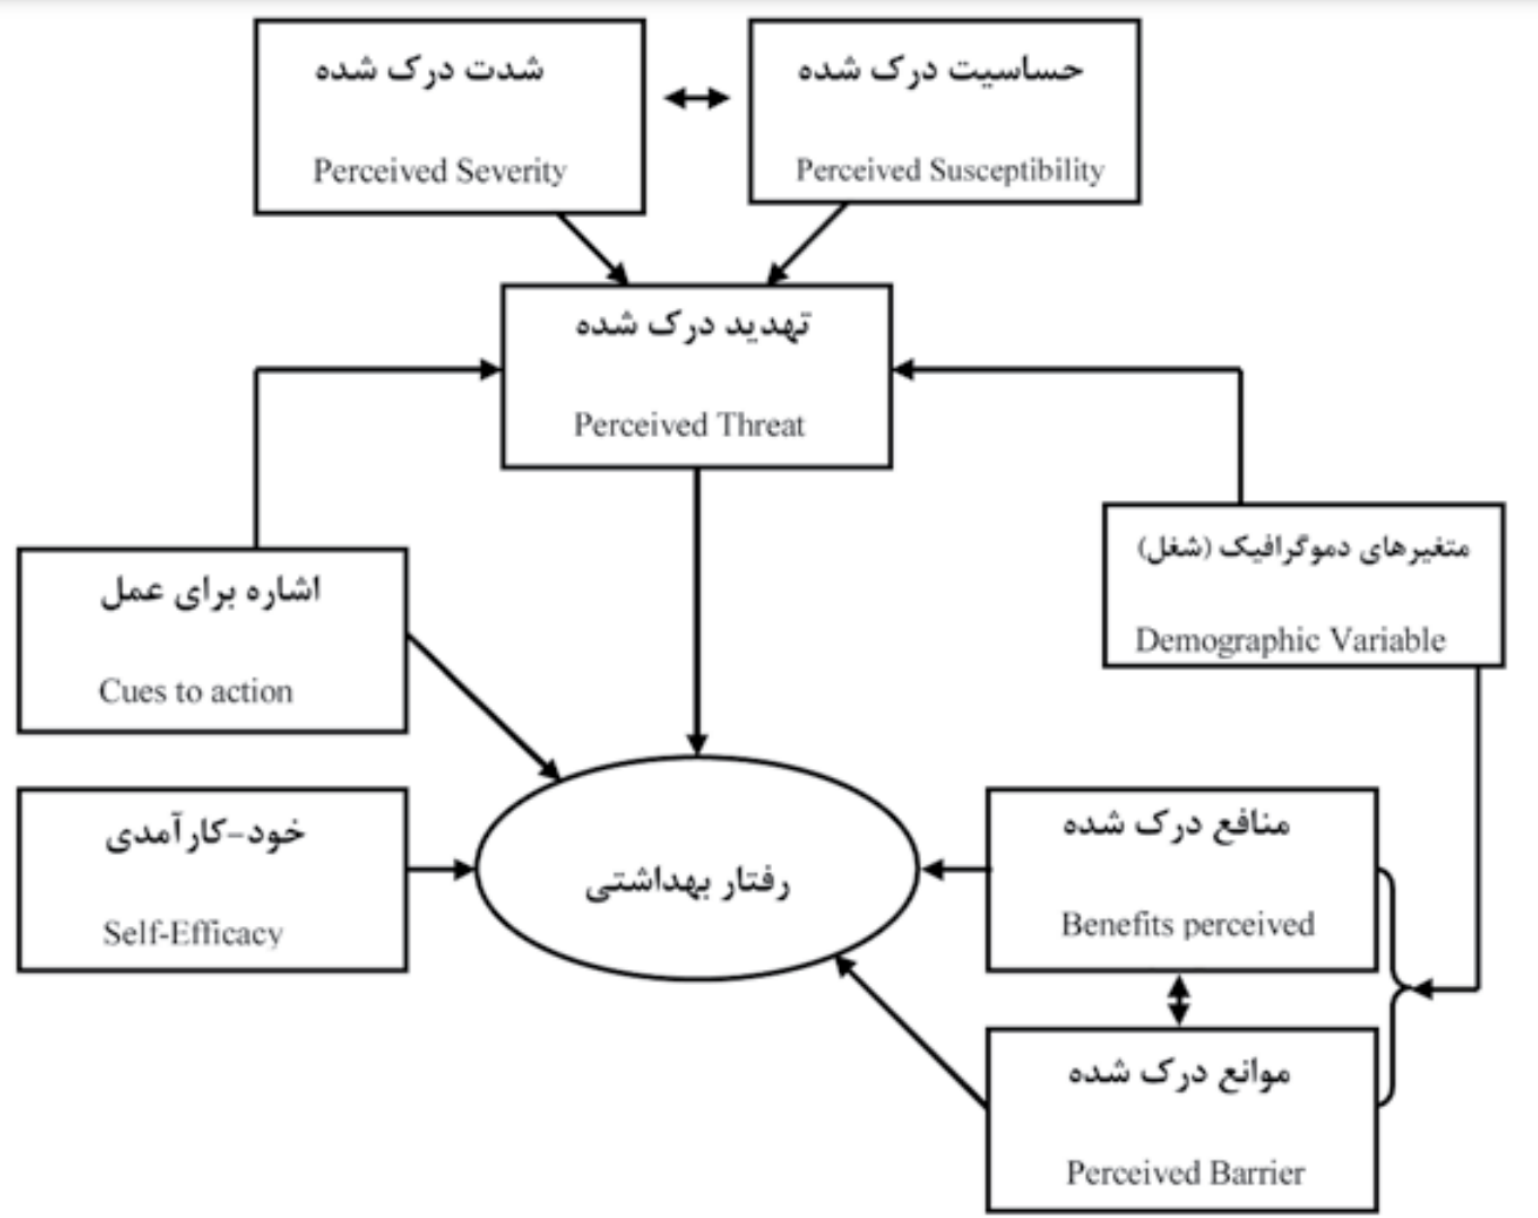 حساسیت درک شده
Perceived Susceptibility
شدت درک شده
Perceived Severity
تهدید درک شده
Perceived Threat
متغیرهای دموگرافیک (شغل)
Demographic Variable
اشاره برای عمل
Cues to action
خود-کارآمدی
Self-Efficacy
رفتار بهداشتی
منافع درک شده
Benefits perceived
موانع درک شده
Perceived Barrier